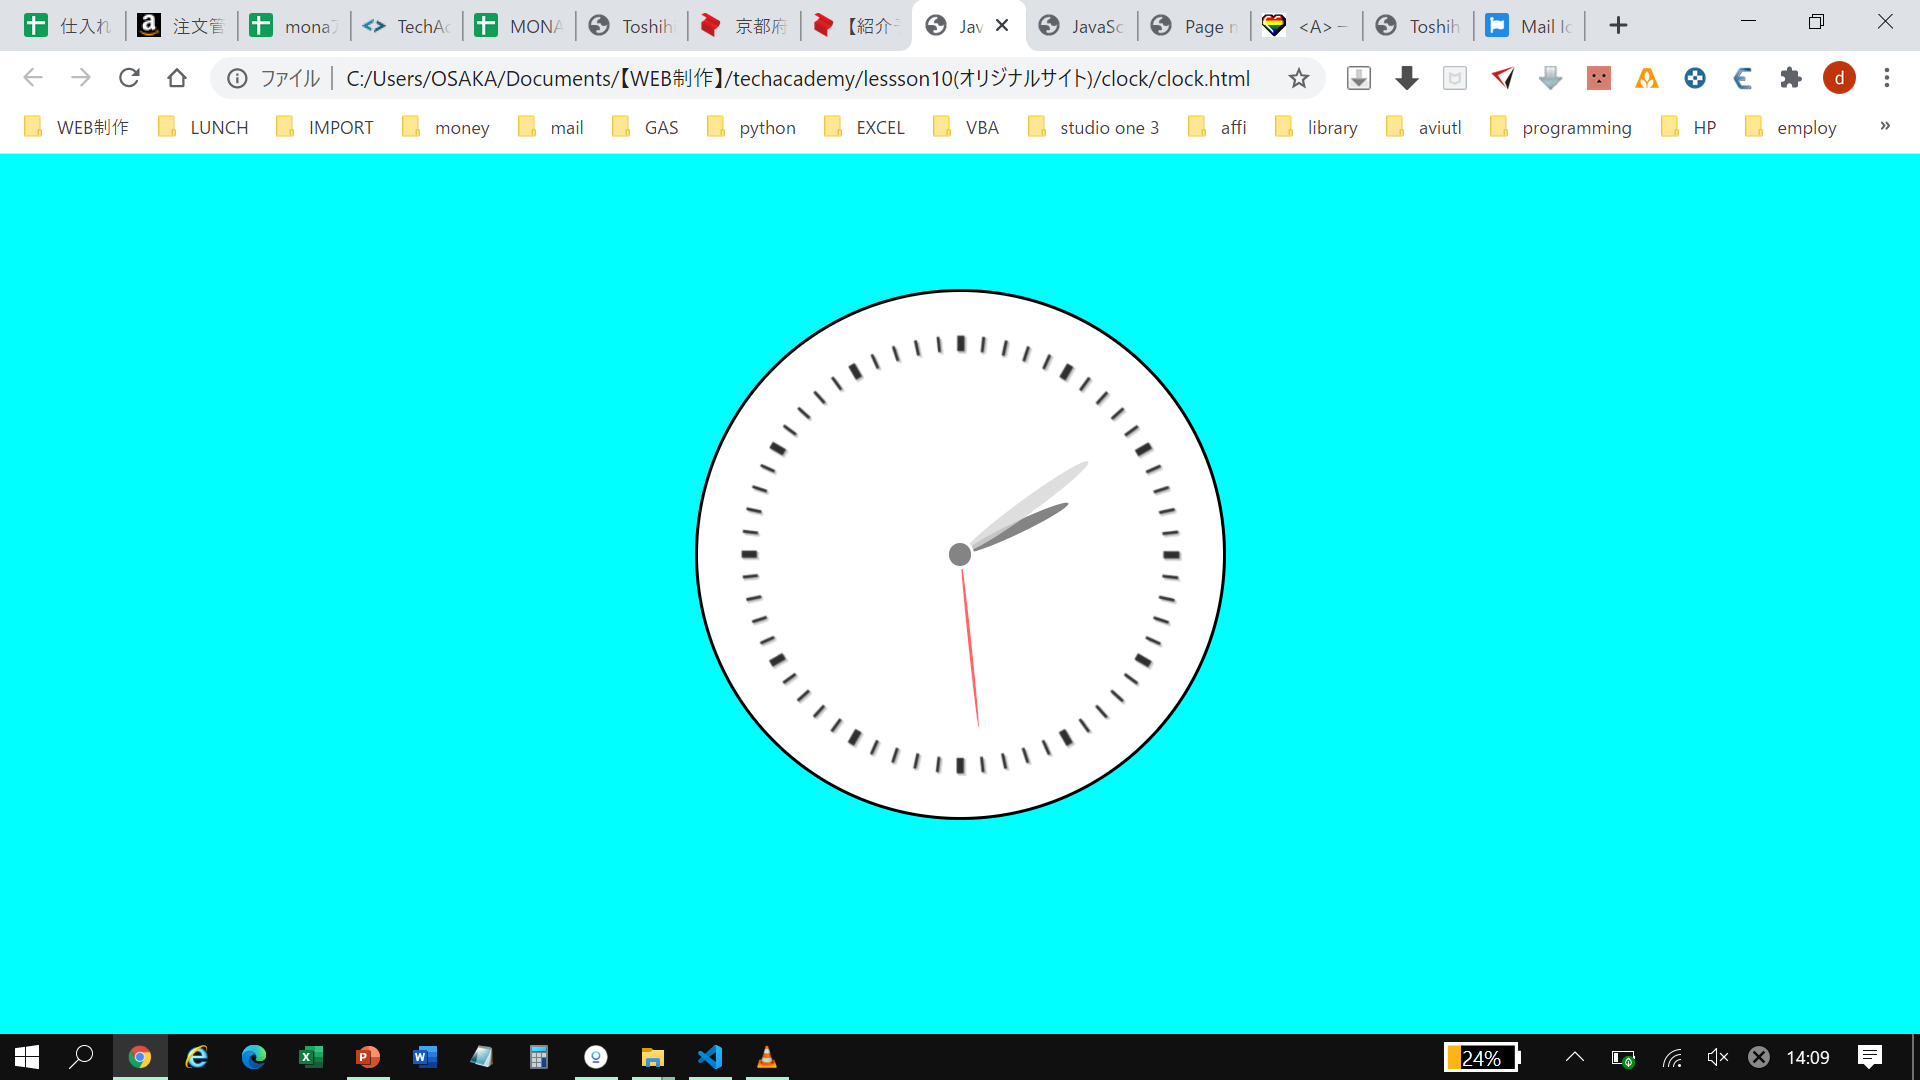 仕入れ 注文管 mona TechAc MONA Toshih 京都府 【紹介 Jav JavaSc Page n <A> – Toshih Mail Ic
ファイル C:/Users/OSAKA/Documents/【WEB制作】/techacademy/lessson10(オリジナルサイト)/clock/clock.html d
WEB制作 LUNCH IMPORT money mail GAS python EXCEL VBA studio one 3 affi library aviutl programming HP employ »
24% 14:09